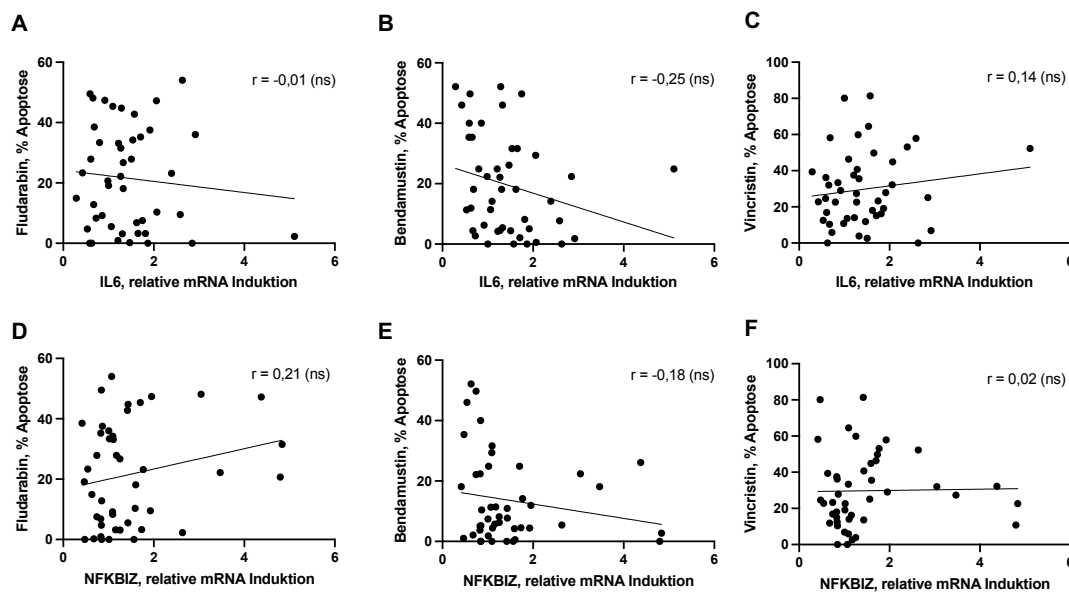 A
Fludarabin, % Apoptose
60
40
20
0
r = -0,01 (ns)
0 2 4 6
IL6, relative mRNA Induktion
B
Bendamustin, % Apoptose
60
40
20
0
r = -0,25 (ns)
0 2 4 6
IL6, relative mRNA Induktion
C
Vincristin, % Apoptose
100
80
60
40
20
0
r = 0,14 (ns)
0 2 4 6
IL6, relative mRNA Induktion
D
Fludarabin, % Apoptose
60
40
20
0
r = 0,21 (ns)
0 2 4 6
NFKBIZ, relative mRNA Induktion
E
Bendamustin, % Apoptose
60
40
20
0
r = -0,18 (ns)
0 2 4 6
NFKBIZ, relative mRNA Induktion
F
Vincristin, % Apoptose
100
80
60
40
20
0
r = 0,02 (ns)
0 2 4 6
NFKBIZ, relative mRNA Induktion